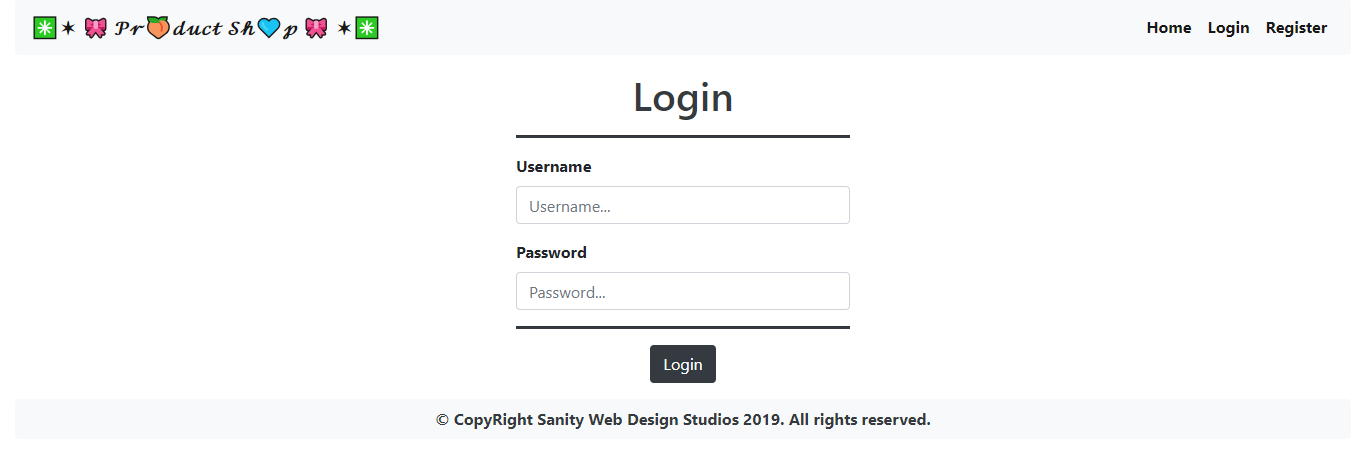 ✳️✶ 🎀 𝒫𝓇🍑𝒹𝓊𝒸𝓉 𝒮𝒽💙𝓅 🎀 ✶✳️
Home Login Register
Login
Username
Username...
Password
Password...
Login
© CopyRight Sanity Web Design Studios 2019. All rights reserved.